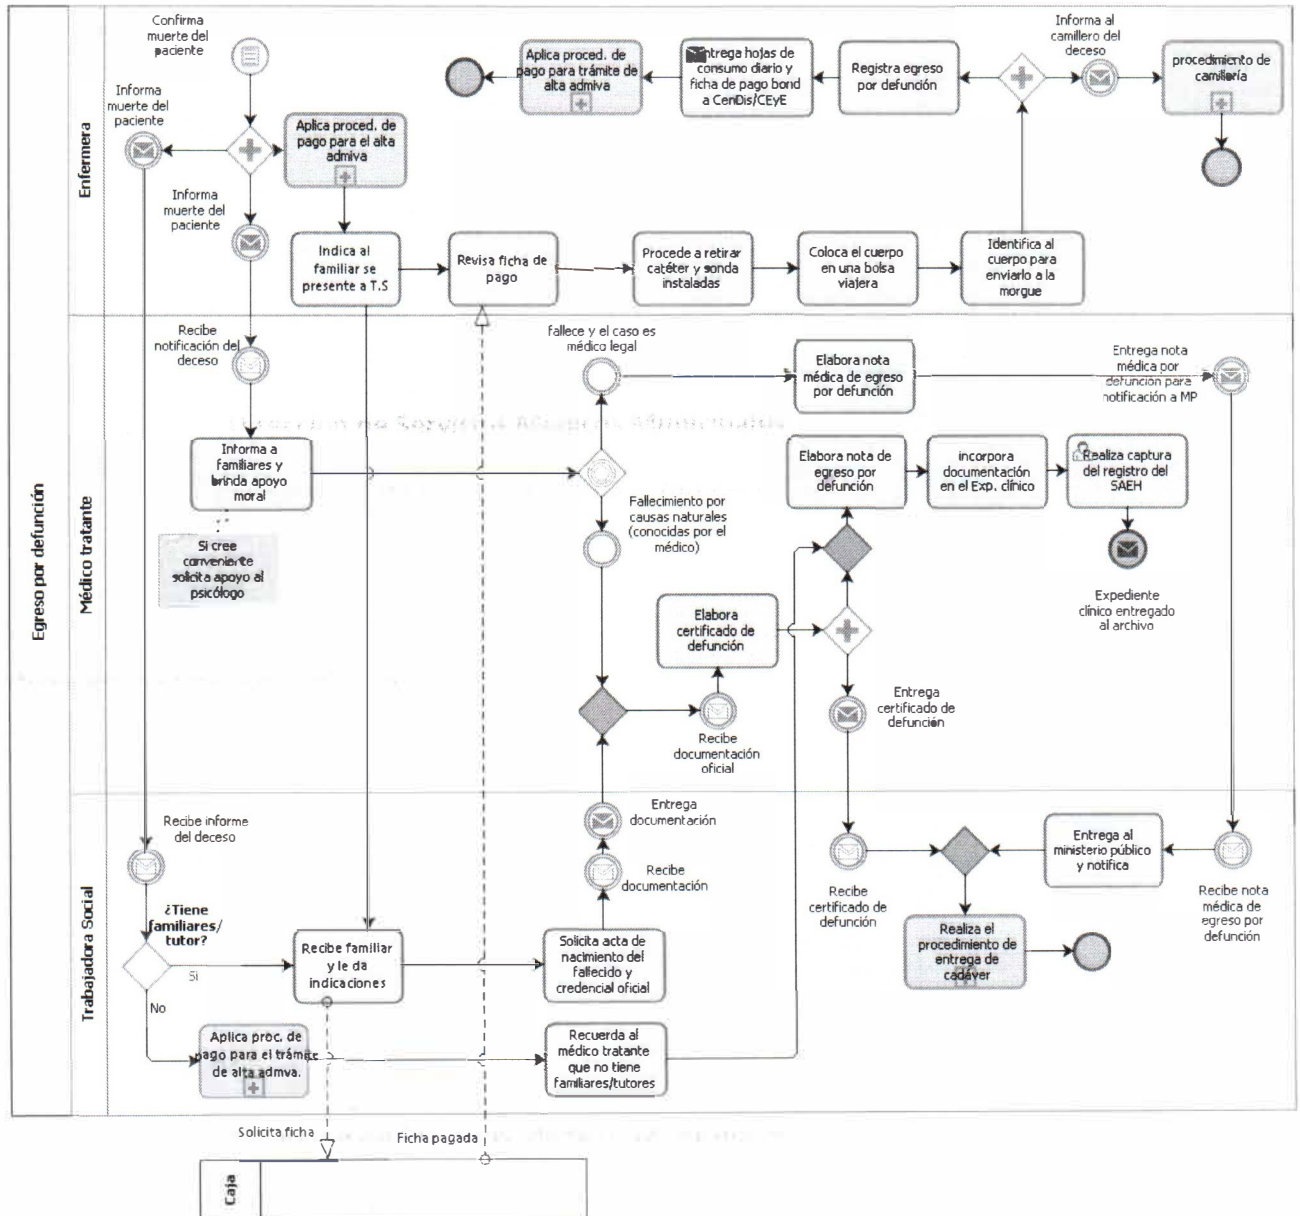 Egreso por defunción
Enfermera
Confirma
muerte del
paciente
Informa
muerte del
paciente
Aplica proced. de
pago para el alta
admiva
Informa
muerte del
paciente
Indica al
familiar se
presente a T.S
Revisa ficha de
pago
Procede a retirar
catéter y sonda
instaladas
Coloca el cuerpo
en una bolsa
viajera
Identifica al
cuerpo para
enviarlo a la
morgue
Aplica proced. de
pago para trámite de
alta admiva
Entrega hojas de
consumo diario y
ficha de pago bond
a CenDis/CEyE
Registra egreso
por defunción
Informa al
camillero del
deceso
procedimiento de
camillería
Médico tratante
Recibe
notificación del
deceso
Informa a
familiares y
brinda apoyo
moral
Si cree
conveniente
solicita apoyo al
psicólogo
fallece y el caso es
médico legal
Elabora nota
médica de egreso
por defunción
Entrega nota
médica por
defunción para
notificación a MP
Fallecimiento por
causas naturales
(conocidas por el
médico)
Elabora nota de
egreso por
defunción
incorpora
documentación
en el Exp. clínico
Realiza captura
del registro del
SAEH
Expediente
clínico entregado
al archivo
Elabora
certificado de
defunción
Recibe
documentación
oficial
Entrega
certificado de
defunción
Trabajadora Social
Recibe informe
del deceso
¿Tiene
familiares/
tutor?
Si
No
Recibe familiar
y le da
indicaciones
Aplica proc. de
pago para el trámite
de alta admva.
Entrega
documentación
Recibe
documentación
Solicita acta de
nacimiento del
fallecido y
credencial oficial
Recuerda al
médico tratante
que no tiene
familiares/tutores
Recibe
certificado de
defunción
Entrega al
ministerio público
y notifica
Recibe nota
médica de
egreso por
defunción
Realiza el
procedimiento de
entrega de
cadáver
Solicita ficha
Ficha pagada
Caja